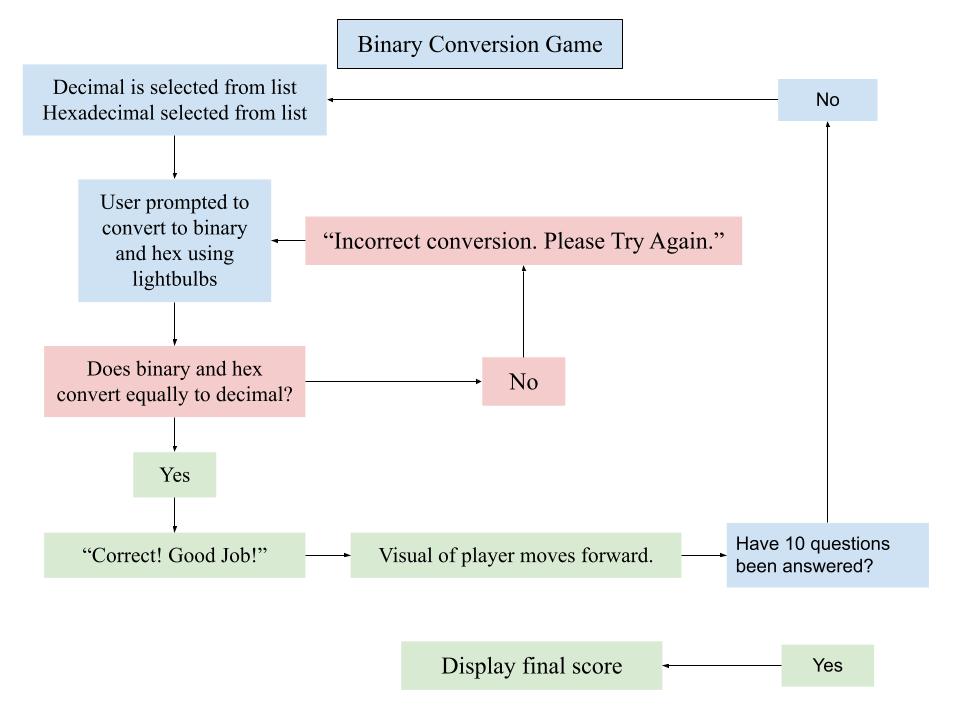 Binary Conversion Game
Decimal is selected from list
Hexadecimal selected from list
No
User prompted to
convert to binary
and hex using
lightbulbs
“Incorrect conversion. Please Try Again.”
Does binary and hex
convert equally to decimal?
No
Yes
“Correct! Good Job!”
Visual of player moves forward.
Have 10 questions
been answered?
Display final score
Yes